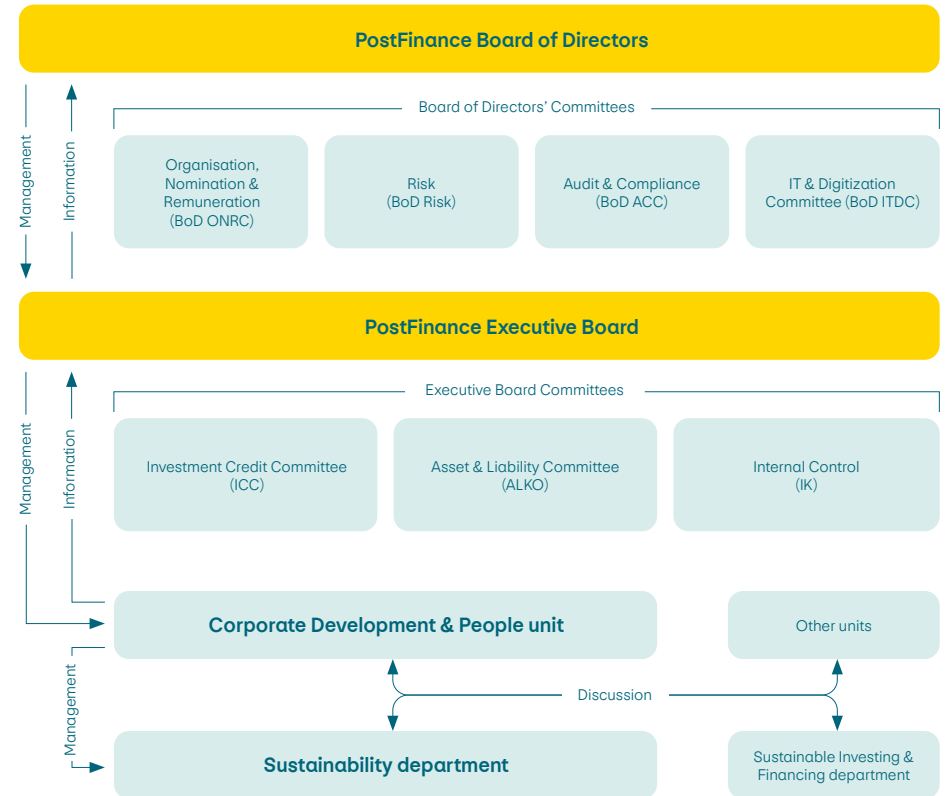 PostFinance Board of Directors
Management
Information
Board of Directors’ Committees
Organisation,
Nomination &
Remuneration
(BoD ONRC)
Risk
(BoD Risk)
Audit & Compliance
(BoD ACC)
IT & Digitization
Committee (BoD ITDC)
PostFinance Executive Board
Management
Information
Executive Board Committees
Investment Credit Committee
(ICC)
Asset & Liability Committee
(ALKO)
Internal Control
(IK)
Corporate Development & People unit
Other units
Management
Discussion
Sustainability department
Sustainable Investing &
Financing department